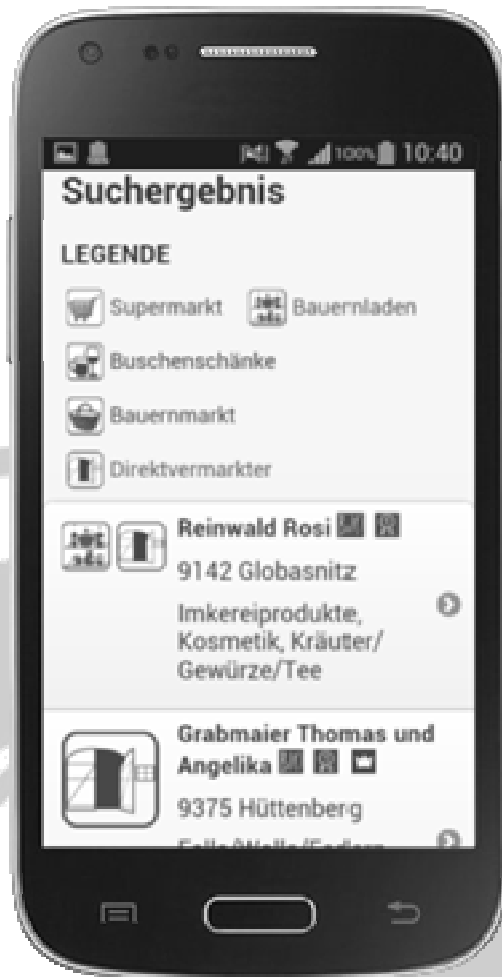 100% 10:40
Suchergebnis
LEGENDE
Supermarkt Bauernladen
Buschenschänke
Bauernmarkt
Direktvermarkter
Reinwald Rosi
9142 Globasnitz
Imkereiprodukte,
Kosmetik, Kräuter/
Gewürze/Tee
Grabmaier Thomas und
Angelika
9375 Hüttenberg